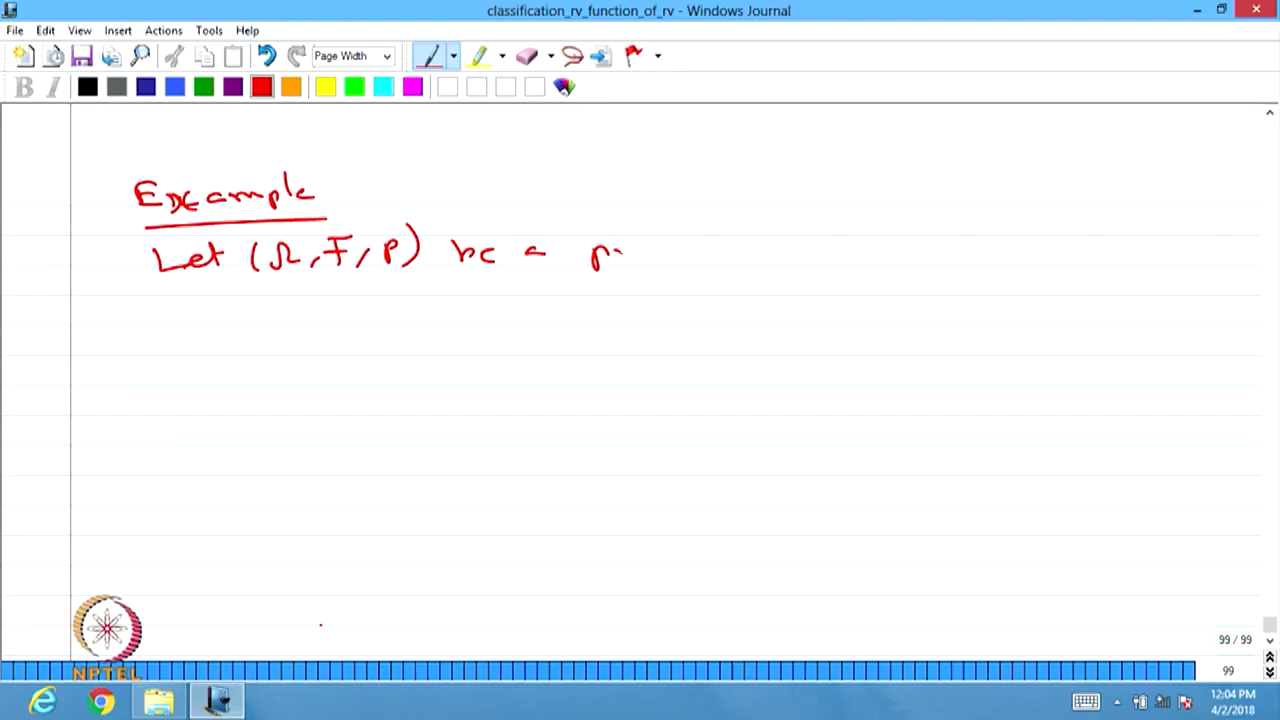 classification_rv_function_of_rv - Windows Journal
File Edit View Insert Actions Tools Help
Page Width
B I
Example
Let (Ω, F, P) be a pr
99 / 99
99
NPTEL
12:04 PM
4/2/2018